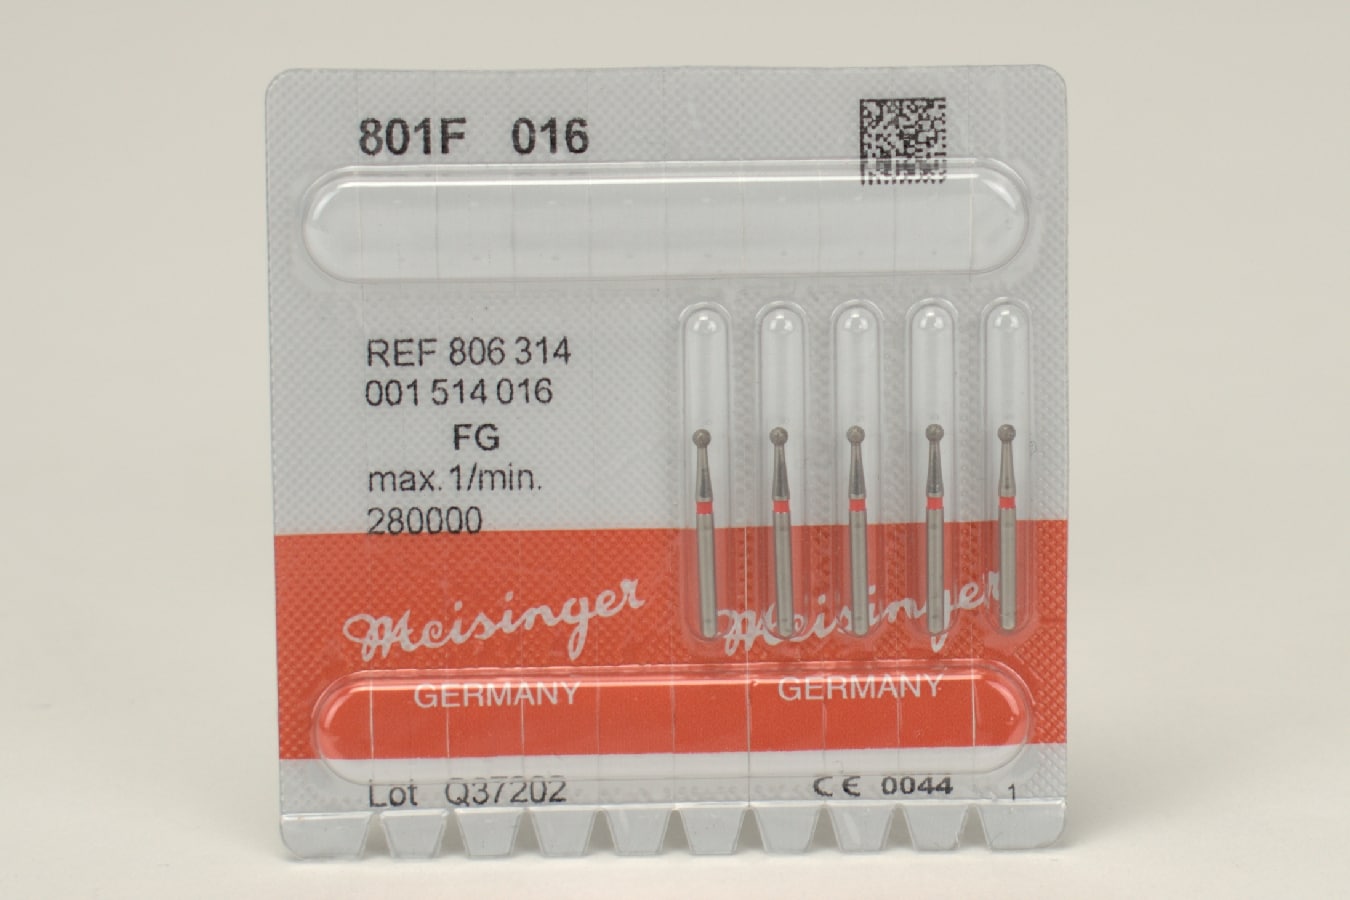 801F 016
REF 806 314
001 514 016
FG
max. 1/min.
280000
Meisinger Meisinger
GERMANY GERMANY
Lot Q37202 CE 0044 1